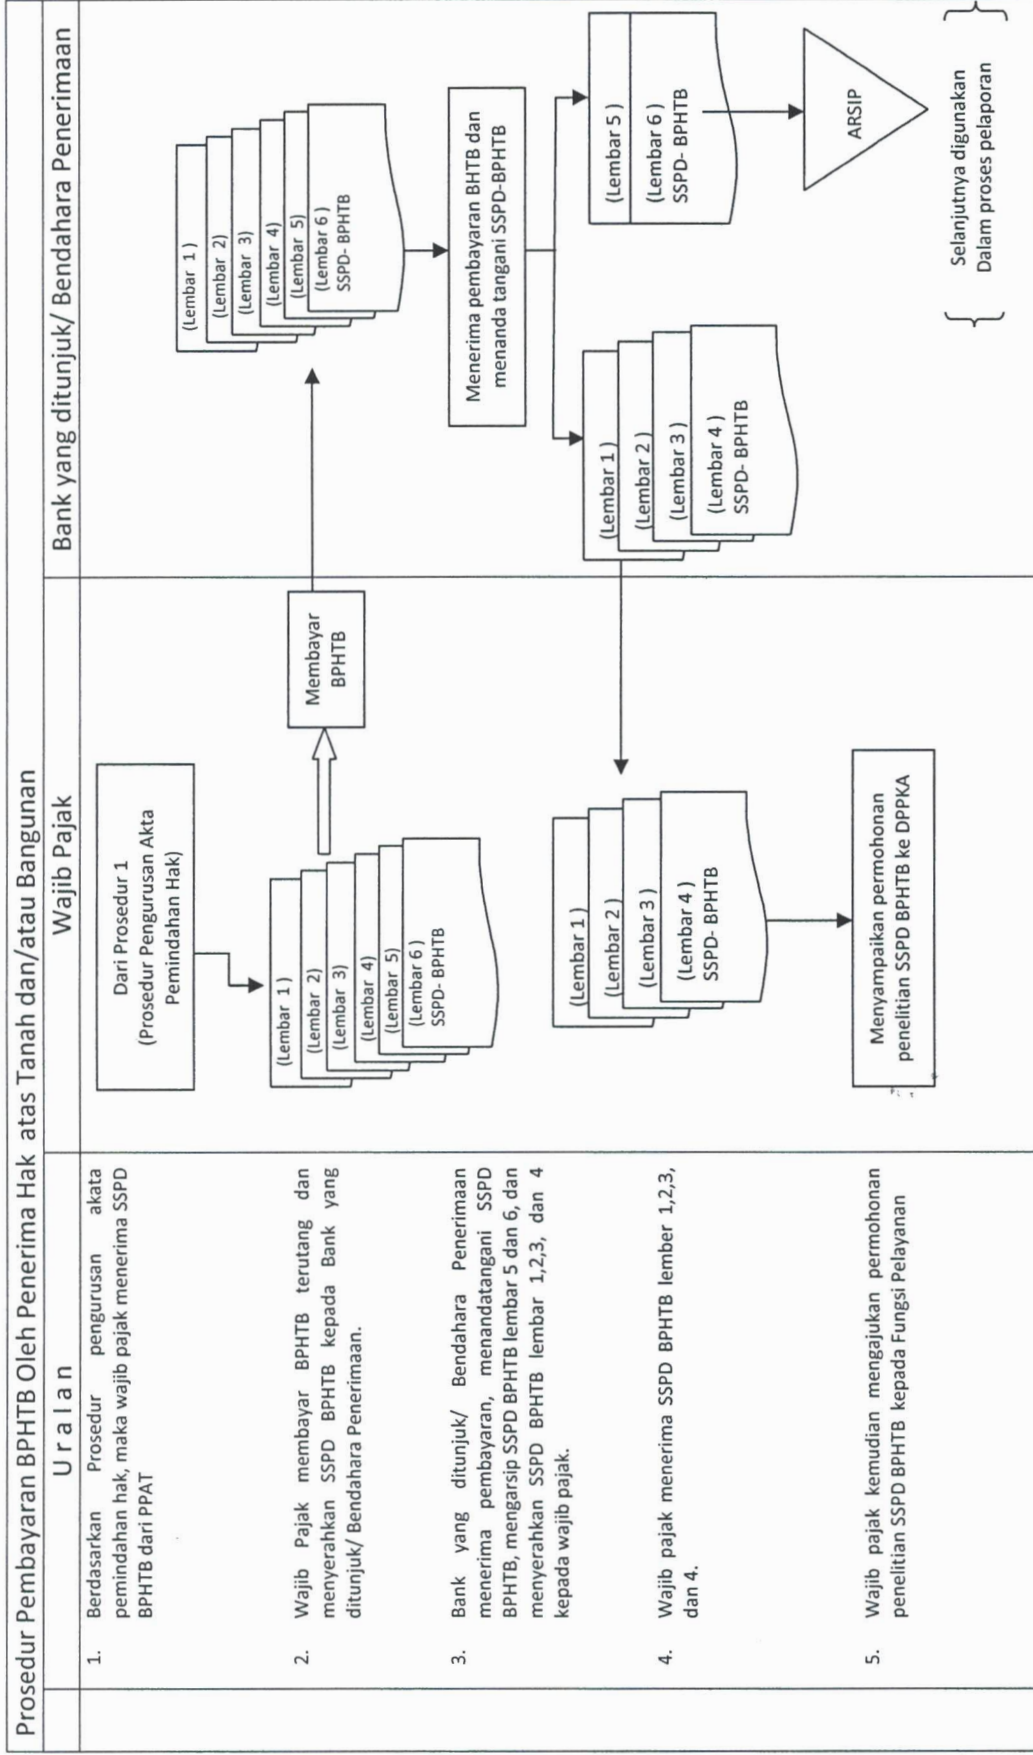 Prosedur Pembayaran BPHTB Oleh Penerima Hak atas Tanah dan/atau Bangunan
U r a i a n
Wajib Pajak
Bank yang ditunjuk/ Bendahara Penerimaan
1. Berdasarkan Prosedur pengurusan akata
pemindahan hak, maka wajib pajak menerima SSPD
BPHTB dari PPAT
2. Wajib Pajak membayar BPHTB terutang dan
menyerahkan SSPD BPHTB kepada Bank yang
ditunjuk/ Bendahara Penerimaan.
3. Bank yang ditunjuk/ Bendahara Penerimaan
menerima pembayaran, menandatangani SSPD
BPHTB, mengarsip SSPD BPHTB lembar 5 dan 6, dan
menyerahkan SSPD BPHTB lembar 1,2,3, dan 4
kepada wajib pajak.
4. Wajib pajak menerima SSPD BPHTB lember 1,2,3,
dan 4.
5. Wajib pajak kemudian mengajukan permohonan
penelitian SSPD BPHTB kepada Fungsi Pelayanan
Dari Prosedur 1
(Prosedur Pengurusan Akta
Pemindahan Hak)
(Lembar 1 )
(Lembar 2)
(Lembar 3)
(Lembar 4)
(Lembar 5)
(Lembar 6 )
SSPD- BPHTB
Membayar
BPHTB
(Lembar 1 )
(Lembar 2 )
(Lembar 3 )
(Lembar 4 )
SSPD- BPHTB
Menyampaikan permohonan
penelitian SSPD BPHTB ke DPPKA
(Lembar 1 )
(Lembar 2)
(Lembar 3)
(Lembar 4)
(Lembar 5)
(Lembar 6 )
SSPD- BPHTB
Menerima pembayaran BHTB dan
menanda tangani SSPD-BPHTB
(Lembar 1 )
(Lembar 2 )
(Lembar 3 )
(Lembar 4 )
SSPD- BPHTB
(Lembar 5 )
(Lembar 6 )
SSPD- BPHTB
ARSIP
Selanjutnya digunakan
Dalam proses pelaporan